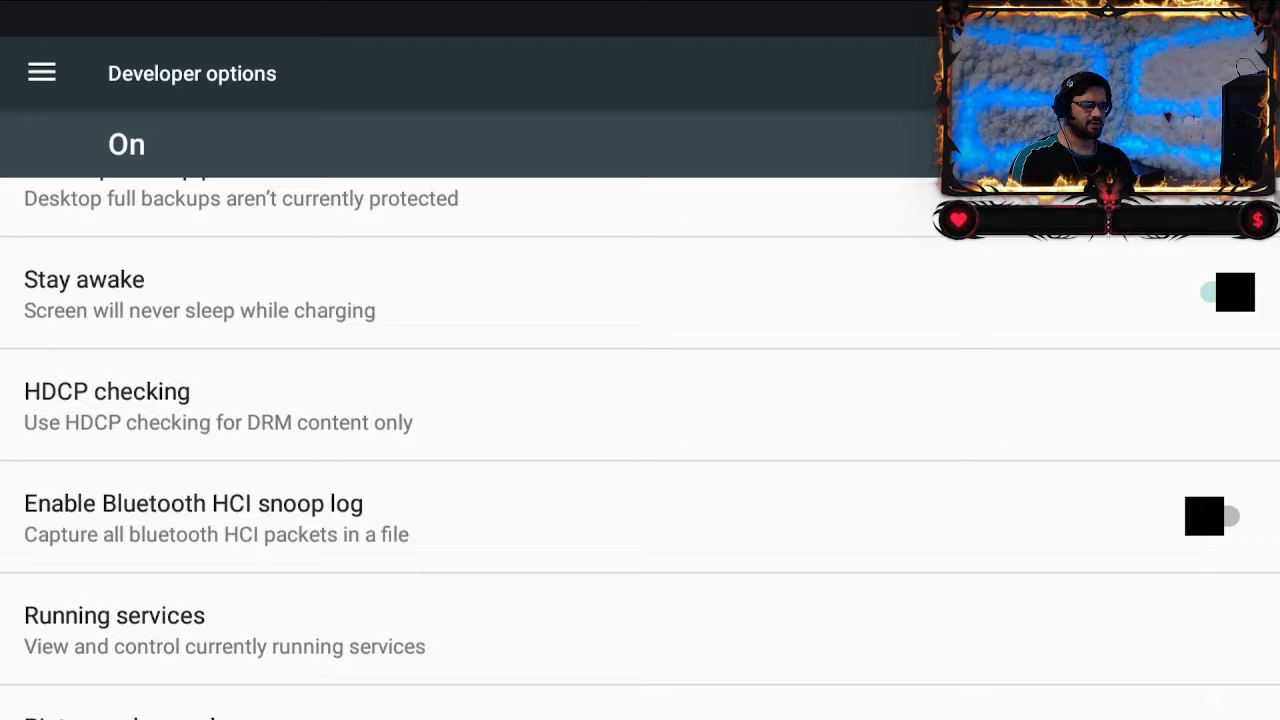 Developer options
On
Desktop full backups aren’t currently protected
Stay awake
Screen will never sleep while charging
HDCP checking
Use HDCP checking for DRM content only
Enable Bluetooth HCI snoop log
Capture all bluetooth HCI packets in a file
Running services
View and control currently running services
$